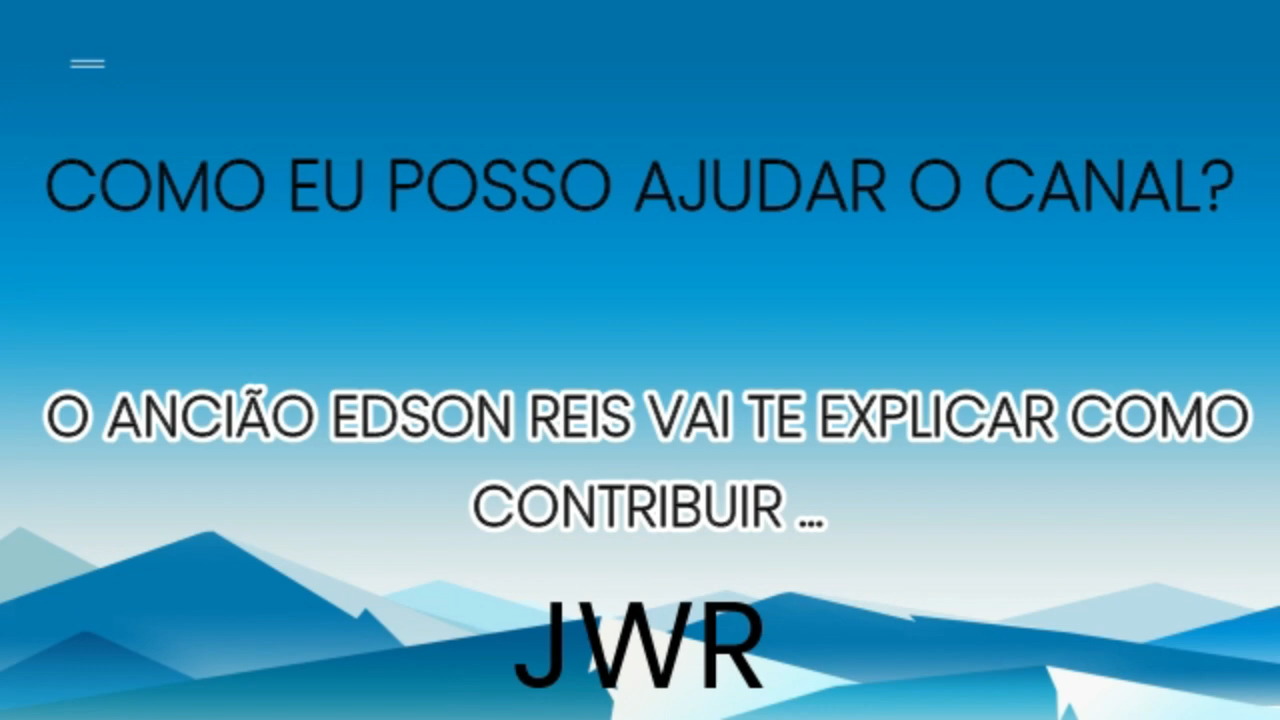 COMO EU POSSO AJUDAR O CANAL?
O ANCIÃO EDSON REIS VAI TE EXPLICAR COMO
CONTRIBUIR ...
JWR